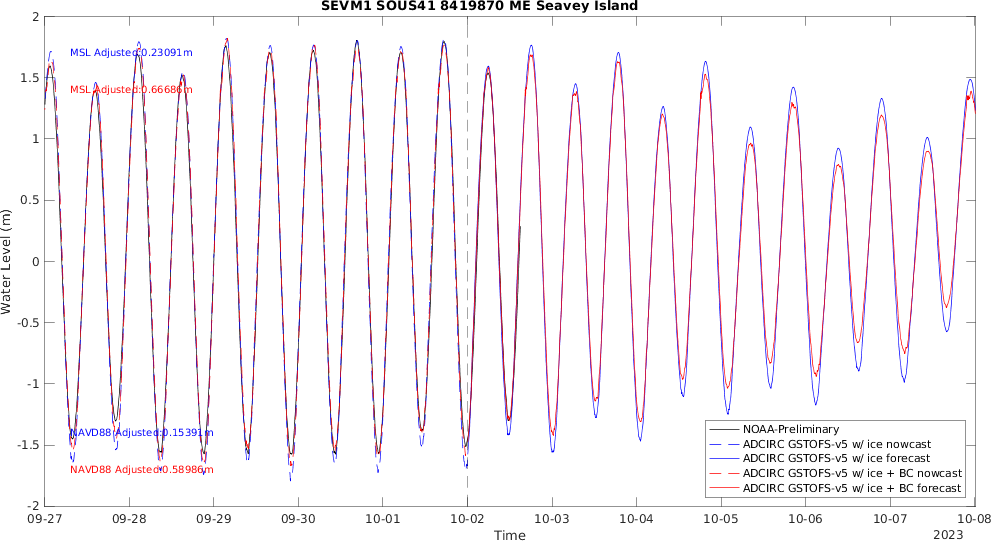 SEVM1 SOUS41 8419870 ME Seavey Island
2
1.5
1
0.5
0
-0.5
-1
-1.5
-2
Water Level (m)
MSL Adjusted:0.23091m
MSL Adjusted:0.66686m
NAVD88 Adjusted:0.15391m
NAVD88 Adjusted:0.58986m
NOAA-Preliminary
ADCIRC GSTOFS-v5 w/ ice nowcast
ADCIRC GSTOFS-v5 w/ ice forecast
ADCIRC GSTOFS-v5 w/ ice + BC nowcast
ADCIRC GSTOFS-v5 w/ ice + BC forecast
09-27 09-28 09-29 09-30 10-01 10-02 10-03 10-04 10-05 10-06 10-07 10-08
Time
2023